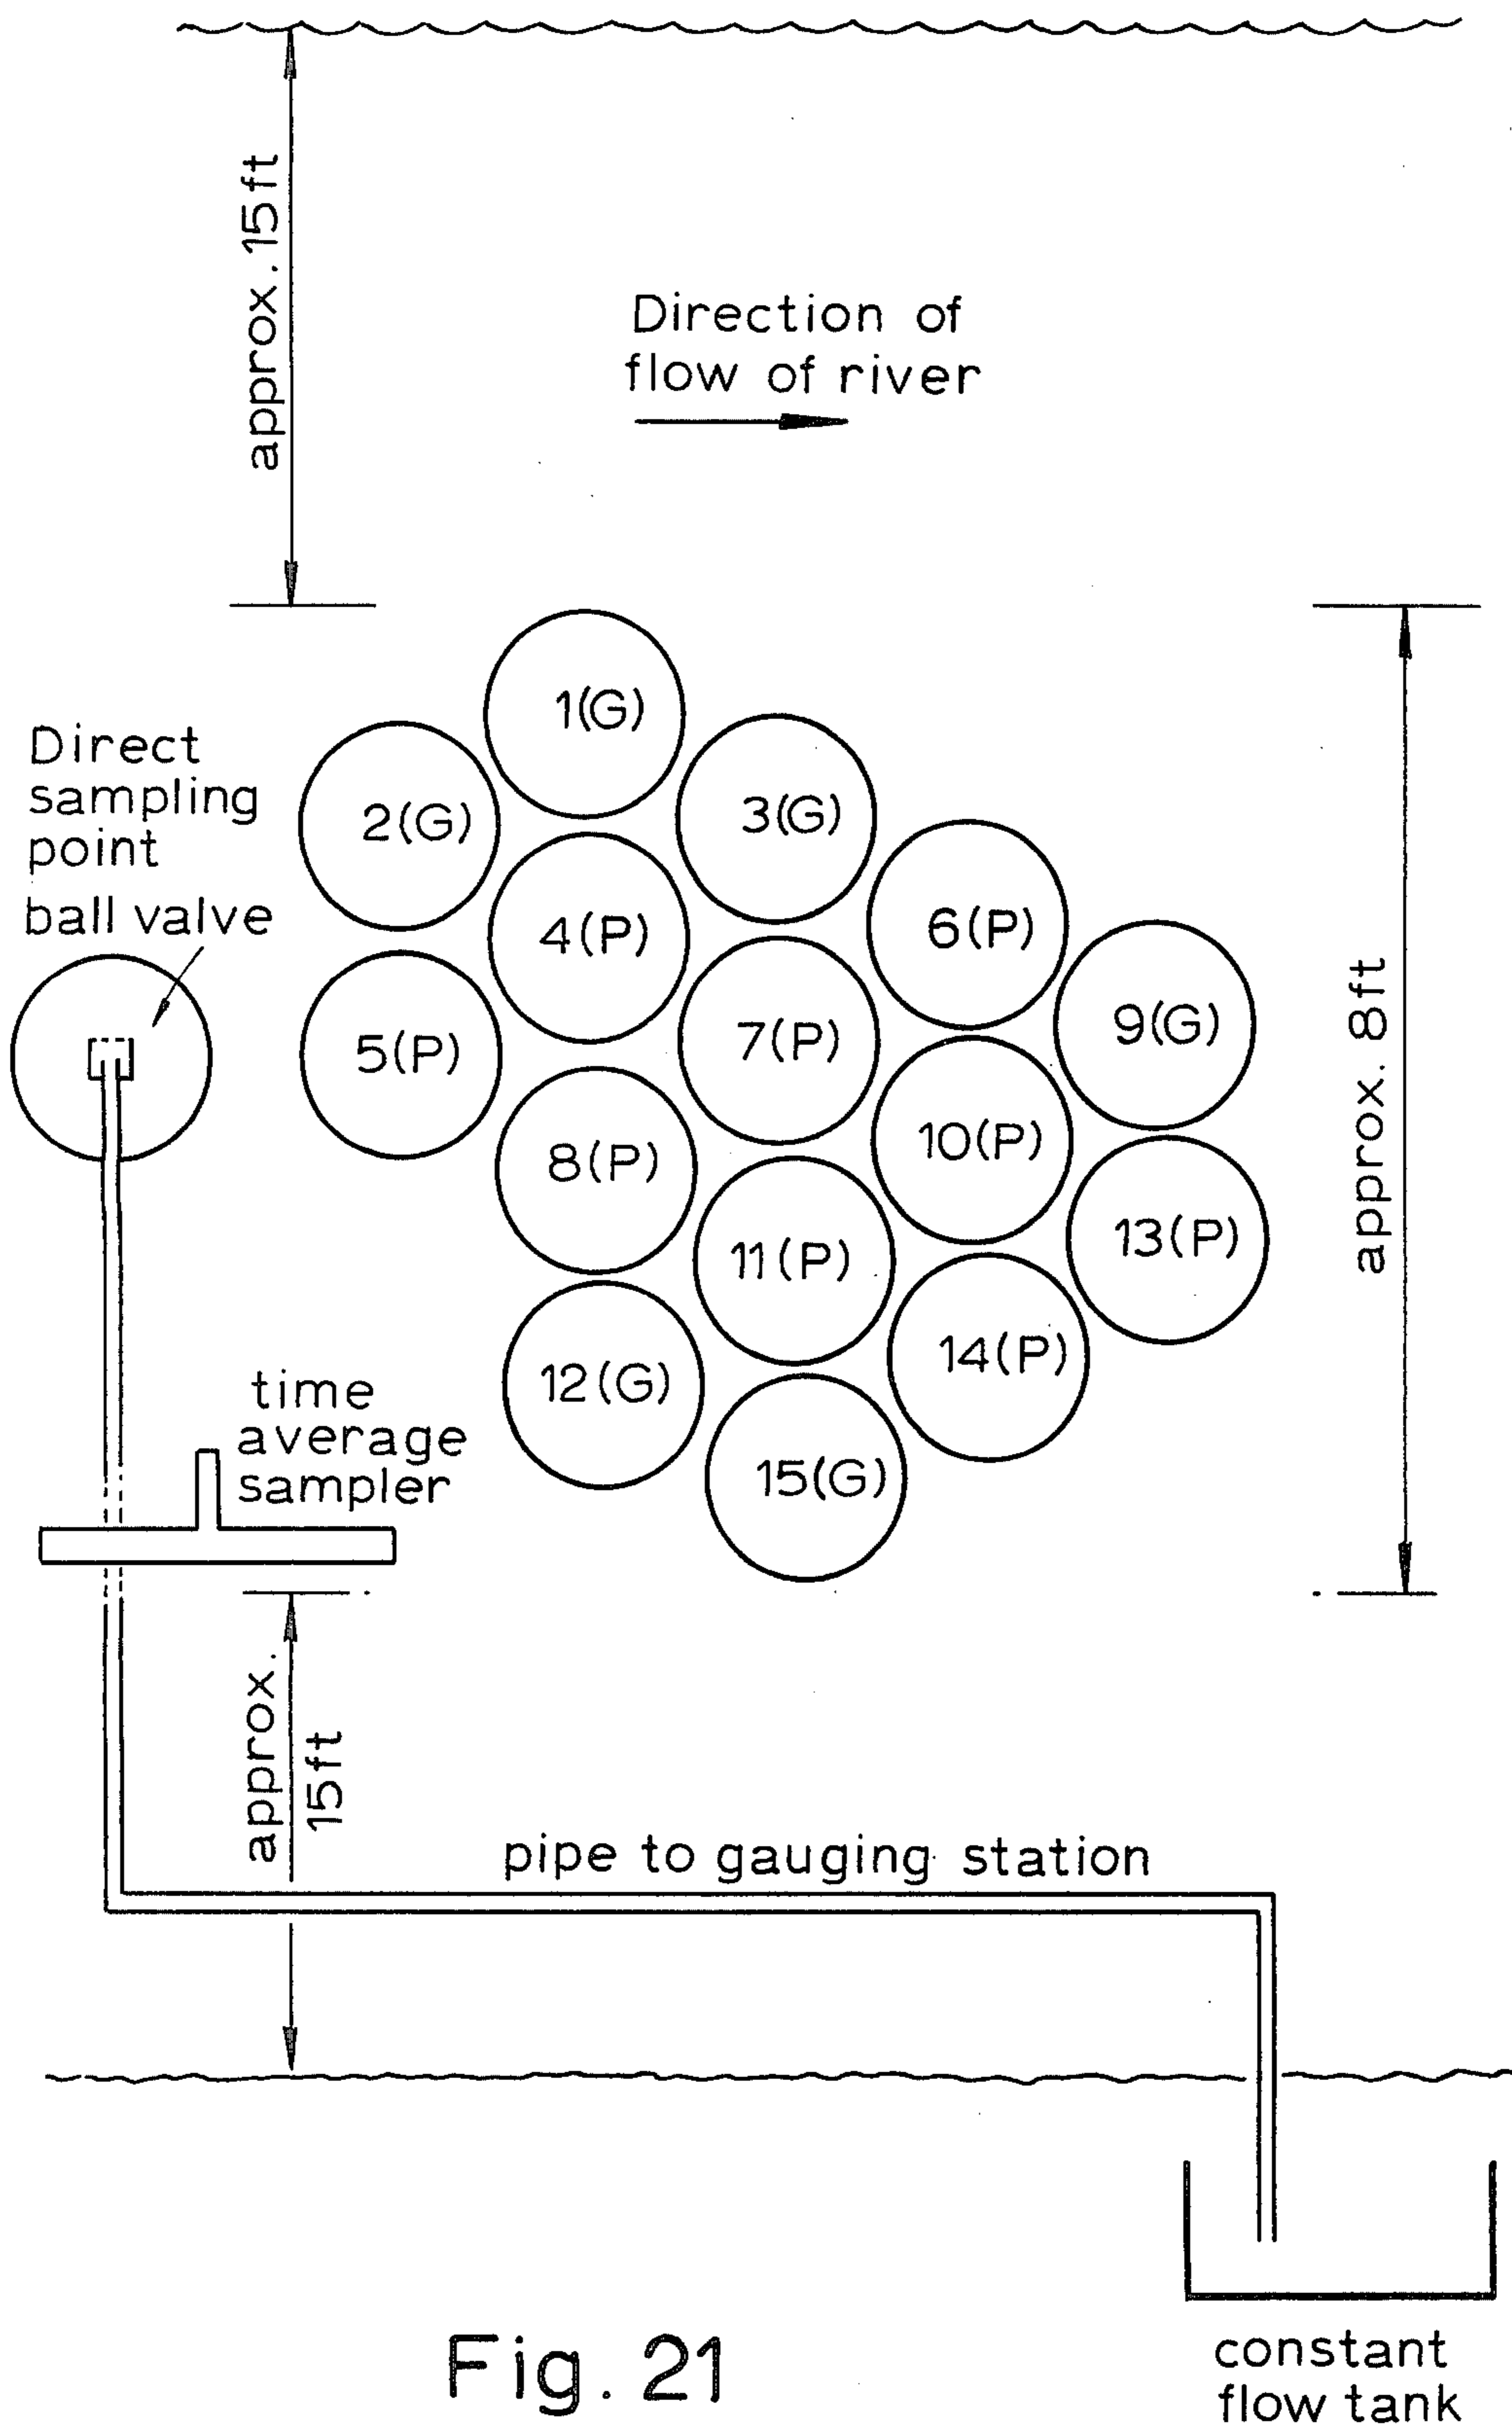 approx. 15ft
Direction of
flow of river
1(G)
2(G)
3(G)
Direct
sampling
point
ball valve
4(P)
6(P)
5(P)
7(P)
9(G)
8(P)
10(P)
approx. 8ft
11(P)
13(P)
12(G)
14(P)
time
average
sampler
15(G)
approx.
15ft
pipe to gauging station
constant
flow tank
Fig. 21